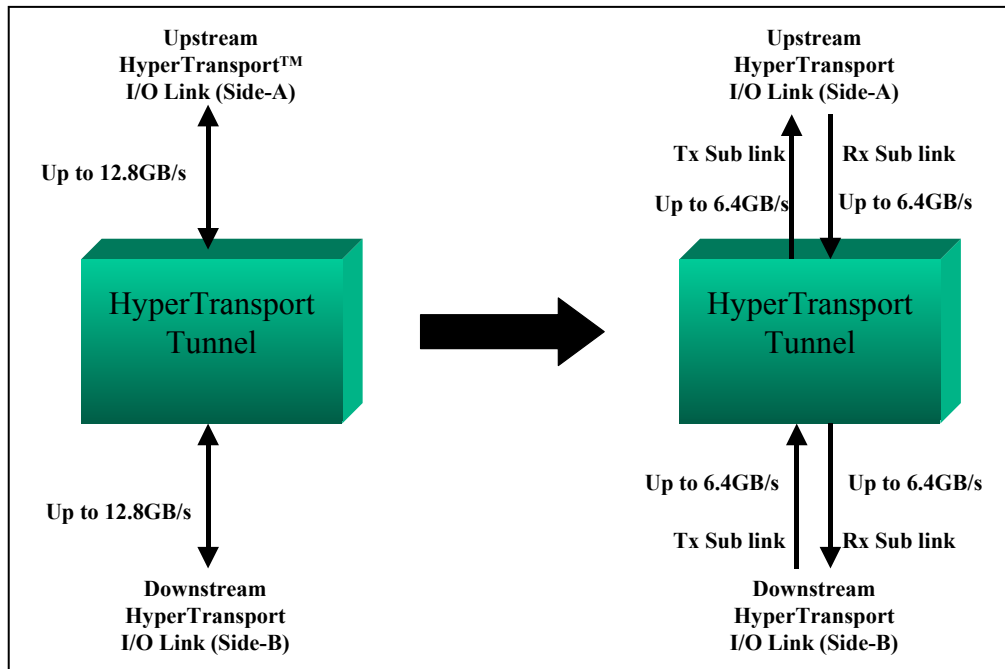 Upstream
HyperTransport™
I/O Link (Side-A)
Up to 12.8GB/s
HyperTransport
Tunnel
Up to 12.8GB/s
Downstream
HyperTransport
I/O Link (Side-B)
Upstream
HyperTransport
I/O Link (Side-A)
Tx Sub link
Rx Sub link
Up to 6.4GB/s
Up to 6.4GB/s
HyperTransport
Tunnel
Up to 6.4GB/s
Up to 6.4GB/s
Tx Sub link
Rx Sub link
Downstream
HyperTransport
I/O Link (Side-B)